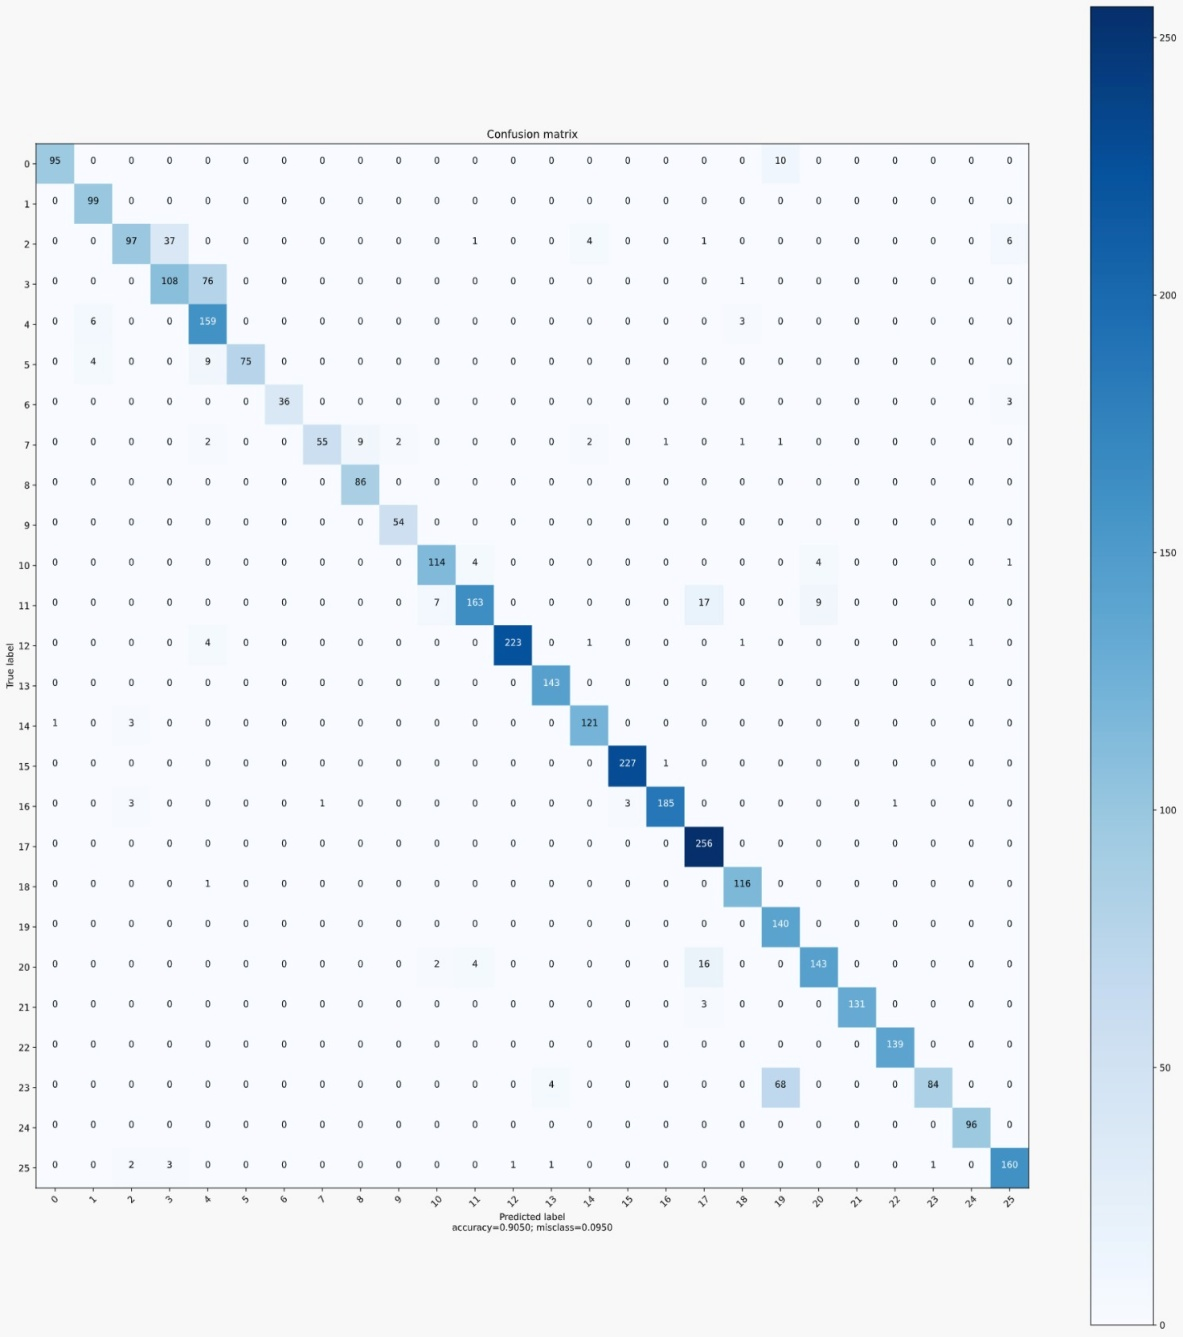 Confusion matrix
250
200
150
100
50
0
True label
0 95 0 0 0 0 0 0 0 0 0 0 0 0 0 0 0 0 0 0 10 0 0 0 0 0 0
1 0 99 0 0 0 0 0 0 0 0 0 0 0 0 0 0 0 0 0 0 0 0 0 0 0 0
2 0 0 97 37 0 0 0 0 0 0 0 1 0 0 4 0 0 1 0 0 0 0 0 0 0 6
3 0 0 0 108 76 0 0 0 0 0 0 0 0 0 0 0 0 0 1 0 0 0 0 0 0 0
4 0 6 0 0 159 0 0 0 0 0 0 0 0 0 0 0 0 0 3 0 0 0 0 0 0 0
5 0 4 0 0 9 75 0 0 0 0 0 0 0 0 0 0 0 0 0 0 0 0 0 0 0 0
6 0 0 0 0 0 0 36 0 0 0 0 0 0 0 0 0 0 0 0 0 0 0 0 0 0 3
7 0 0 0 0 2 0 0 55 9 2 0 0 0 0 2 0 1 0 1 1 0 0 0 0 0 0
8 0 0 0 0 0 0 0 0 86 0 0 0 0 0 0 0 0 0 0 0 0 0 0 0 0 0
9 0 0 0 0 0 0 0 0 0 54 0 0 0 0 0 0 0 0 0 0 0 0 0 0 0 0
10 0 0 0 0 0 0 0 0 0 0 114 4 0 0 0 0 0 0 0 0 4 0 0 0 0 1
11 0 0 0 0 0 0 0 0 0 0 7 163 0 0 0 0 0 17 0 0 9 0 0 0 0 0
12 0 0 0 0 4 0 0 0 0 0 0 0 223 0 1 0 0 0 1 0 0 0 0 0 1 0
13 0 0 0 0 0 0 0 0 0 0 0 0 0 143 0 0 0 0 0 0 0 0 0 0 0 0
14 1 0 3 0 0 0 0 0 0 0 0 0 0 0 121 0 0 0 0 0 0 0 0 0 0 0
15 0 0 0 0 0 0 0 0 0 0 0 0 0 0 0 227 1 0 0 0 0 0 0 0 0 0
16 0 0 3 0 0 0 0 1 0 0 0 0 0 0 0 3 185 0 0 0 0 0 1 0 0 0
17 0 0 0 0 0 0 0 0 0 0 0 0 0 0 0 0 0 256 0 0 0 0 0 0 0 0
18 0 0 0 0 1 0 0 0 0 0 0 0 0 0 0 0 0 0 116 0 0 0 0 0 0 0
19 0 0 0 0 0 0 0 0 0 0 0 0 0 0 0 0 0 0 0 140 0 0 0 0 0 0
20 0 0 0 0 0 0 0 0 0 0 2 4 0 0 0 0 0 16 0 0 143 0 0 0 0 0
21 0 0 0 0 0 0 0 0 0 0 0 0 0 0 0 0 0 3 0 0 0 131 0 0 0 0
22 0 0 0 0 0 0 0 0 0 0 0 0 0 0 0 0 0 0 0 0 0 0 139 0 0 0
23 0 0 0 0 0 0 0 0 0 0 0 0 0 4 0 0 0 0 0 68 0 0 0 84 0 0
24 0 0 0 0 0 0 0 0 0 0 0 0 0 0 0 0 0 0 0 0 0 0 0 0 96 0
25 0 0 2 3 0 0 0 0 0 0 0 0 1 1 0 0 0 0 0 0 0 0 0 1 0 160
0 1 2 3 4 5 6 7 8 9 10 11 12 13 14 15 16 17 18 19 20 21 22 23 24 25
Predicted label
accuracy=0.9050; misclass=0.0950